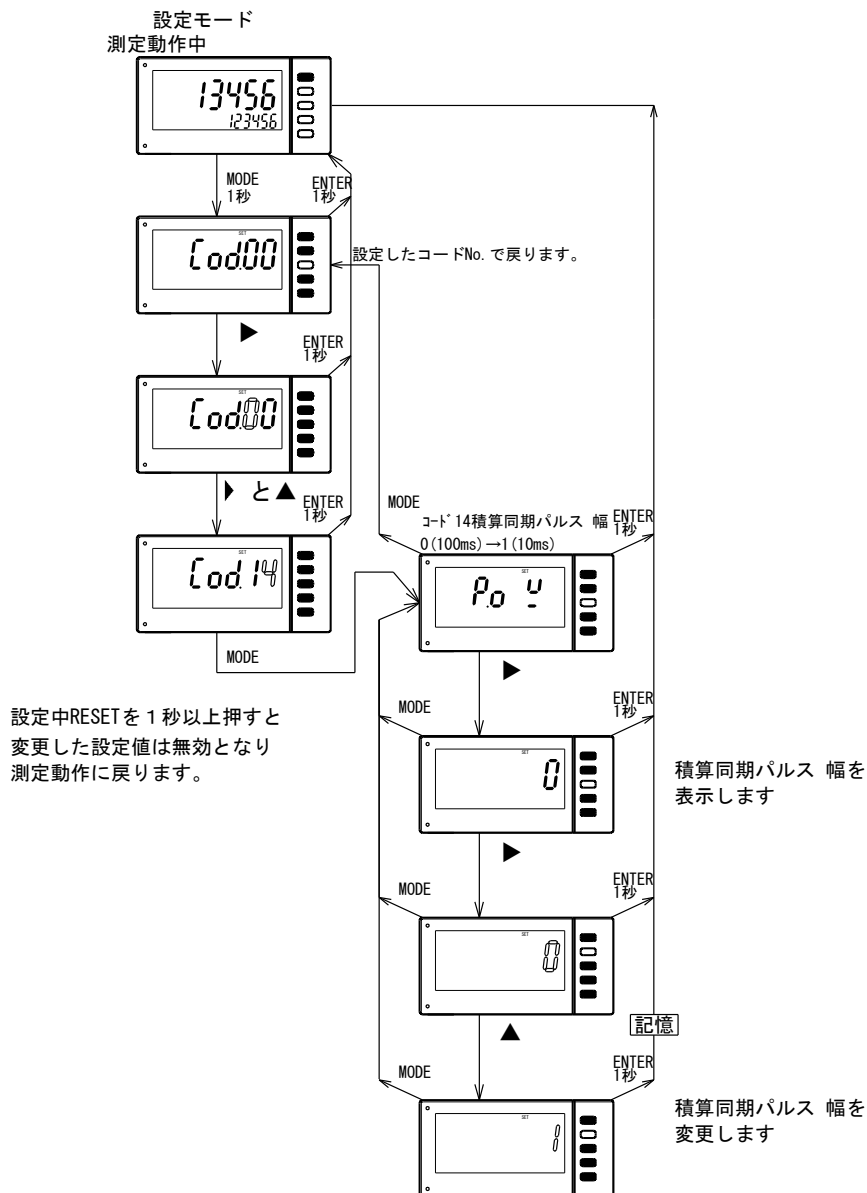 設定モード
測定動作中
13456
123456
MODE
1秒
ENTER
1秒
SET
Cod.00
設定したコードNo.で戻ります。
▶
ENTER
1秒
SET
Cod.00
▶ と▲
ENTER
1秒
MODE
コード14積算同期パルス 幅
0(100ms)→1(10ms)
ENTER
1秒
SET
Cod.14
SET
MODE
▶
設定中RESETを1秒以上押すと
変更した設定値は無効となり
測定動作に戻ります。
MODE
ENTER
1秒
SET
0
積算同期パルス 幅を
表示します
▶
MODE
ENTER
1秒
SET
0
▲
記憶
MODE
ENTER
1秒
SET
1
積算同期パルス 幅を
変更します